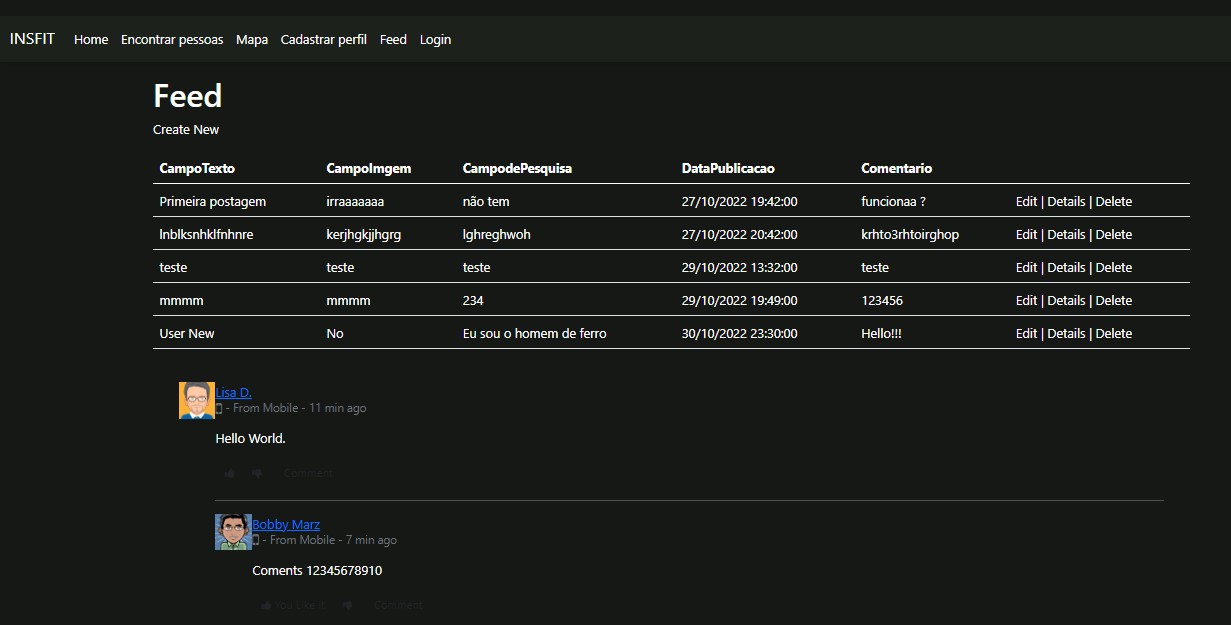 INSFIT Home Encontrar pessoas Mapa Cadastrar perfil Feed Login
Feed
Create New
CampoTexto CampoImgem CampodePesquisa DataPublicacao Comentario
Primeira postagem irraaaaaaa não tem 27/10/2022 19:42:00 funcionaa ? Edit | Details | Delete
lnblksnhklfnhnre kerjhgkjjhgrg lghreghwoh 27/10/2022 20:42:00 krhto3rhtoirghop Edit | Details | Delete
teste teste teste 29/10/2022 13:32:00 teste Edit | Details | Delete
mmmm mmmm 234 29/10/2022 19:49:00 123456 Edit | Details | Delete
User New No Eu sou o homem de ferro 30/10/2022 23:30:00 Hello!!! Edit | Details | Delete
Lisa D.
- From Mobile - 11 min ago
Hello World.
Comment
Bobby Marz
- From Mobile - 7 min ago
Coments 12345678910
You Like it Comment